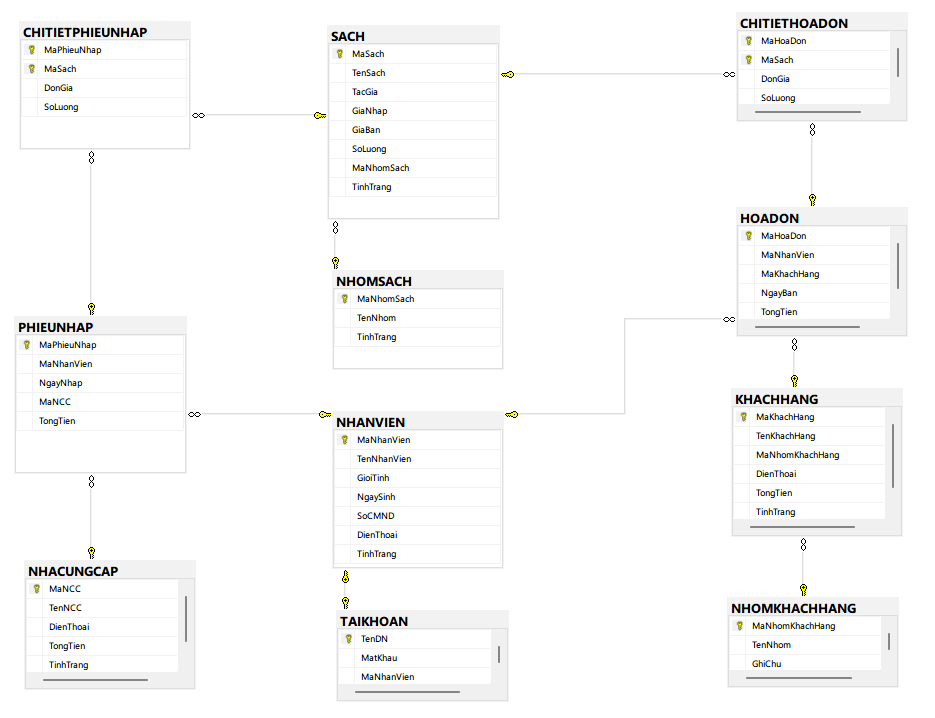 CHITIETPHIEUNHAP
MaPhieuNhap
MaSach
DonGia
SoLuong
SACH
MaSach
TenSach
TacGia
GiaNhap
GiaBan
SoLuong
MaNhomSach
TinhTrang
CHITIETHOADON
MaHoaDon
MaSach
DonGia
SoLuong
NHOMSACH
MaNhomSach
TenNhom
TinhTrang
HOADON
MaHoaDon
MaNhanVien
MaKhachHang
NgayBan
TongTien
PHIEUNHAP
MaPhieuNhap
MaNhanVien
NgayNhap
MaNCC
TongTien
NHANVIEN
MaNhanVien
TenNhanVien
GioiTinh
NgaySinh
SoCMND
DienThoai
TinhTrang
KHACHHANG
MaKhachHang
TenKhachHang
MaNhomKhachHang
DienThoai
TongTien
TinhTrang
NHACUNGCAP
MaNCC
TenNCC
DienThoai
TongTien
TinhTrang
TAIKHOAN
TenDN
MatKhau
MaNhanVien
NHOMKHACHHANG
MaNhomKhachHang
TenNhom
GhiChu